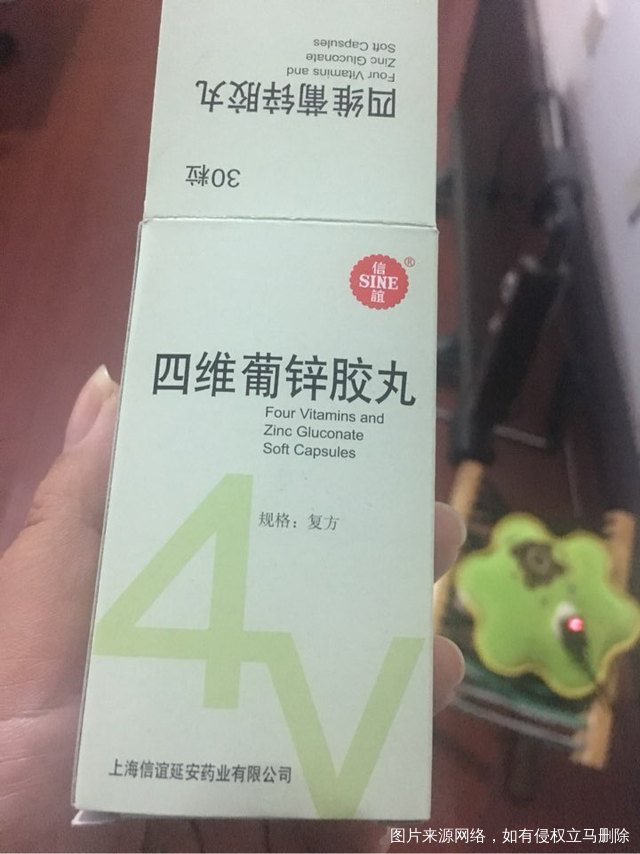 30粒
四维葡锌胶丸
Four Vitamins and
Zinc Gluconate
Soft Capsules
信
SINE
誼
®
四维葡锌胶丸
Four Vitamins and
Zinc Gluconate
Soft Capsules
规格：复方
4V
上海信谊延安药业有限公司
图片来源网络，如有侵权立马删除